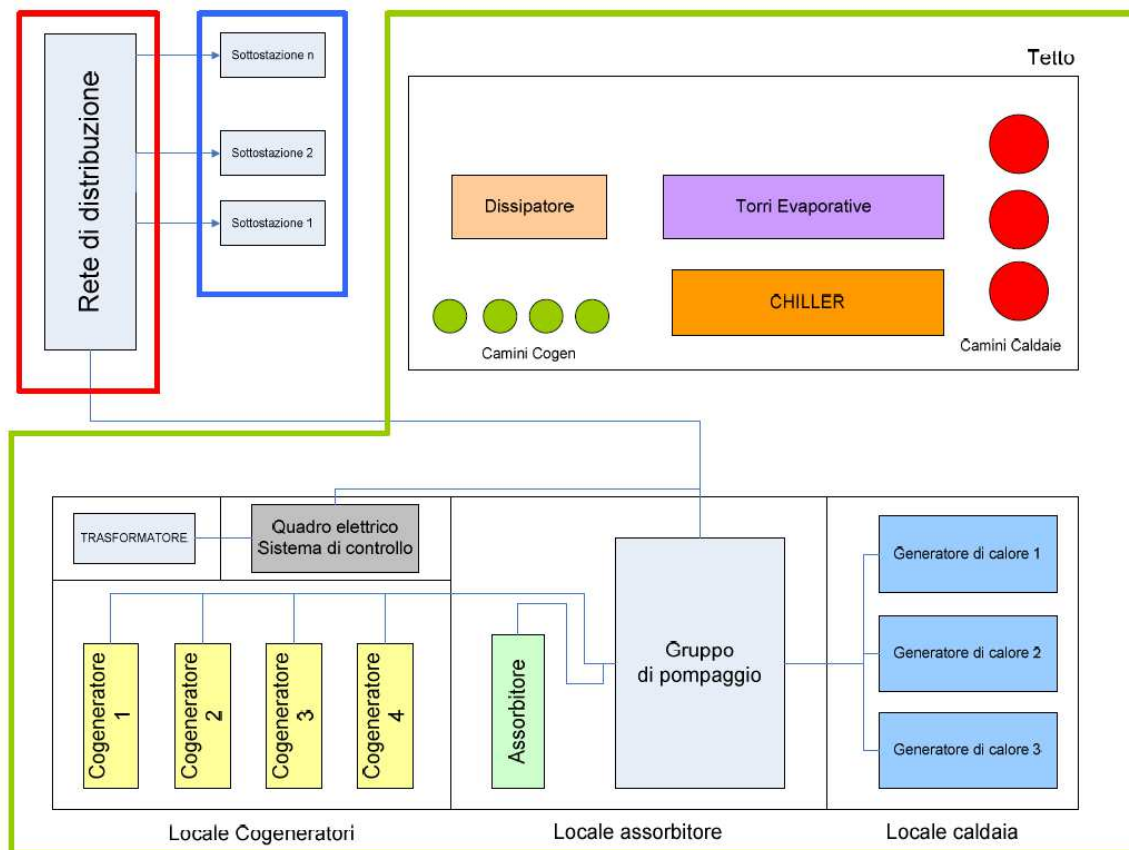 Rete di distribuzione
Sottostazione n
Sottostazione 2
Sottostazione 1
Tetto
Dissipatore
Torri Evaporative
CHILLER
Camini Cogen
Camini Caldaie
TRASFORMATORE
Quadro elettrico
Sistema di controllo
Cogeneratore
1
Cogeneratore
2
Cogeneratore
3
Cogeneratore
4
Assorbitore
Gruppo
di pompaggio
Generatore di calore 1
Generatore di calore 2
Generatore di calore 3
Locale Cogeneratori
Locale assorbitore
Locale caldaia